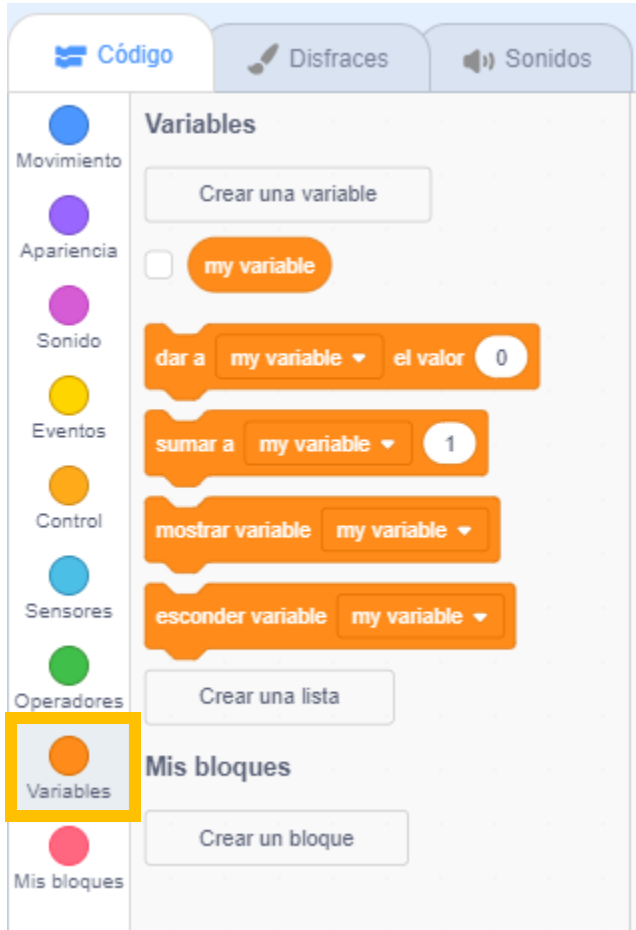 Código
Disfraces
Sonidos
Movimiento
Apariencia
Sonido
Eventos
Control
Sensores
Operadores
Variables
Mis bloques
Variables
Crear una variable
my variable
dar a my variable el valor 0
sumar a my variable 1
mostrar variable my variable
esconder variable my variable
Crear una lista
Mis bloques
Crear un bloque